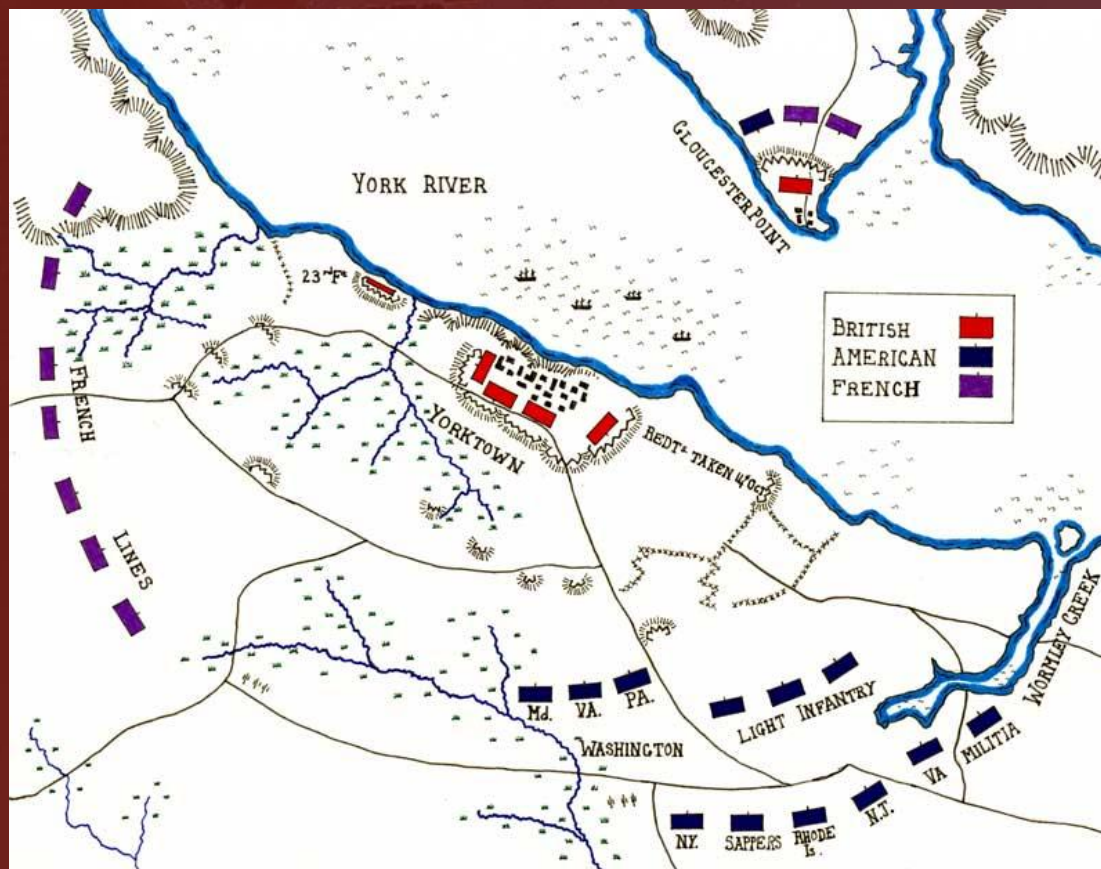 YORK RIVER
GLOUCESTER POINT
23rd Ft
BRITISH
AMERICAN
FRENCH
FRENCH
LINES
YORKTOWN
REDTS TAKEN 14 OCT
WORMLEY CREEK
Md.
VA.
PA.
LIGHT INFANTRY
WASHINGTON
VA
MILITIA
NY.
SAPPERS
RHODE
Is.
N.J.